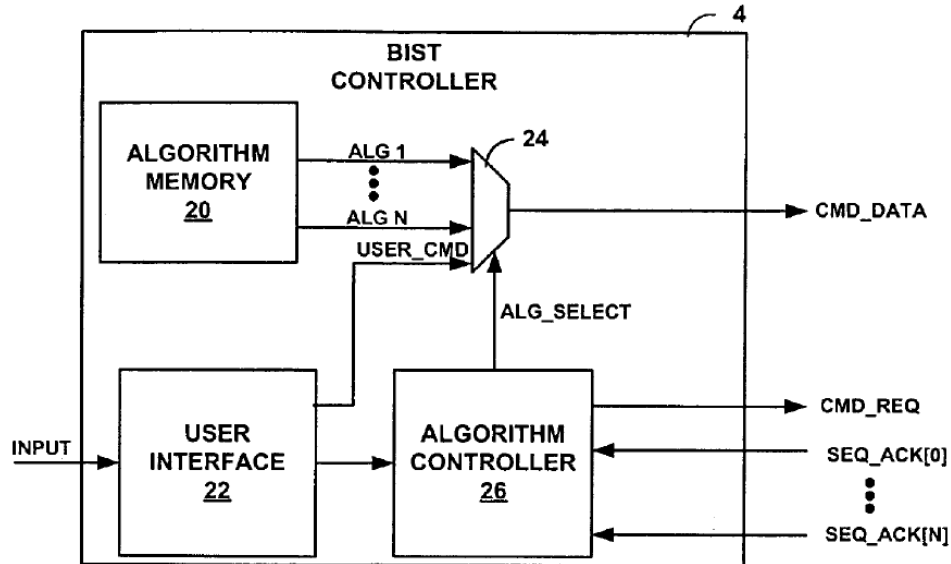 4
BIST
CONTROLLER
ALGORITHM
MEMORY
20
ALG 1
ALG N
USER_CMD
24
CMD_DATA
ALG_SELECT
INPUT
USER
INTERFACE
22
ALGORITHM
CONTROLLER
26
CMD_REQ
SEQ_ACK[0]
SEQ_ACK[N]